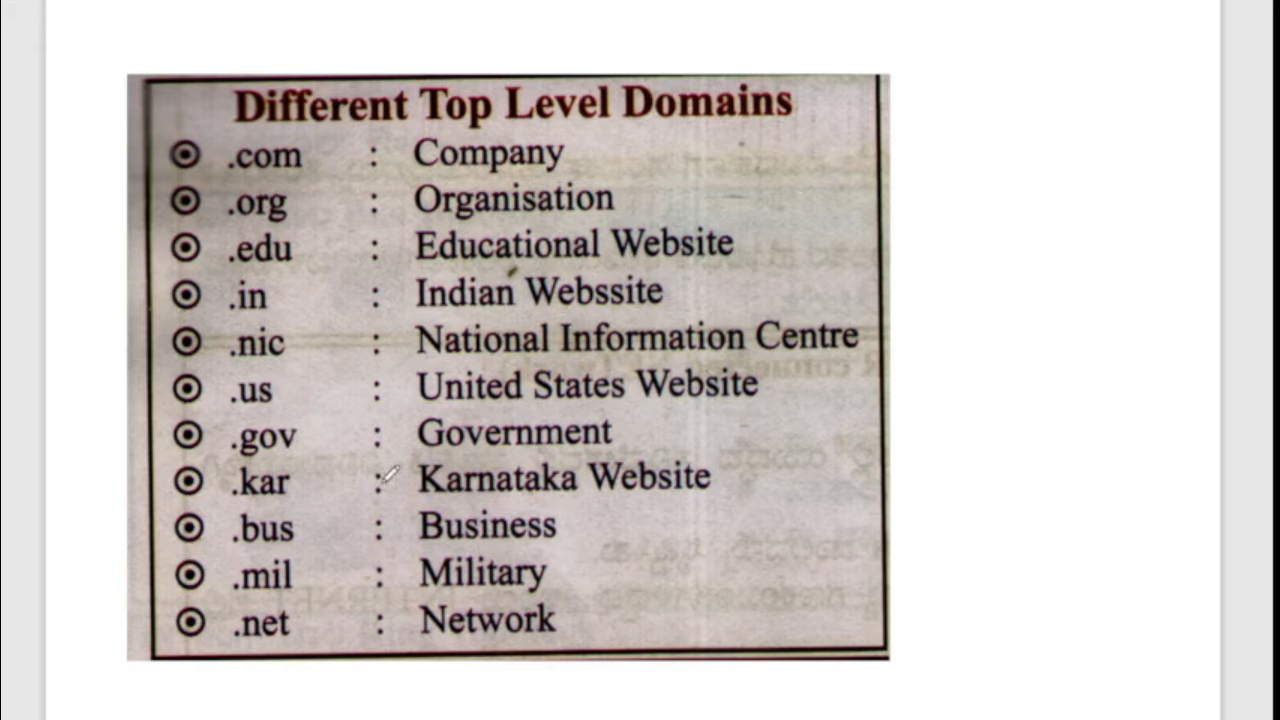 Different Top Level Domains
.com : Company
.org : Organisation
.edu : Educational Website
.in : Indian Webssite
.nic : National Information Centre
.us : United States Website
.gov : Government
.kar : Karnataka Website
.bus : Business
.mil : Military
.net : Network